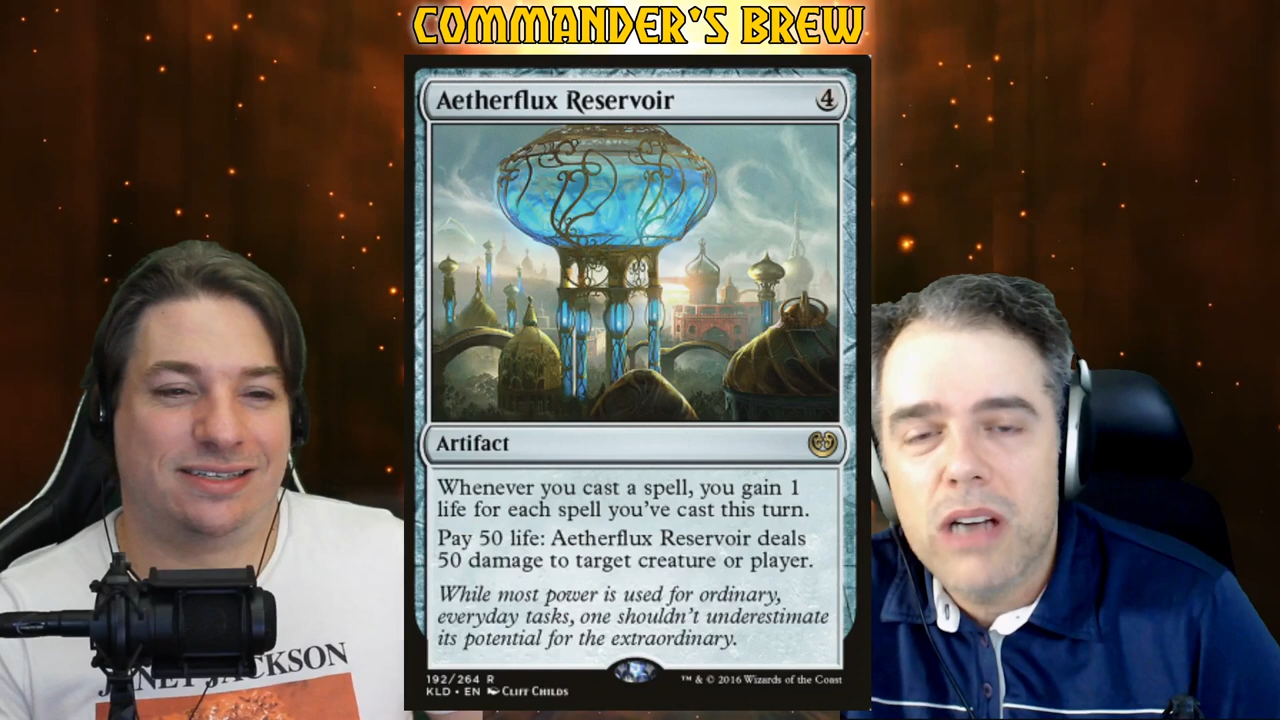 COMMANDER'S BREW
Aetherflux Reservoir 4
Artifact
Whenever you cast a spell, you gain 1
life for each spell you've cast this turn.
Pay 50 life: Aetherflux Reservoir deals
50 damage to target creature or player.
While most power is used for ordinary,
everyday tasks, one shouldn't underestimate
its potential for the extraordinary.
192/264 R
KLD • EN CLIFF CHILDS
™ & © 2016 Wizards of the Coast
JANET JACKSON